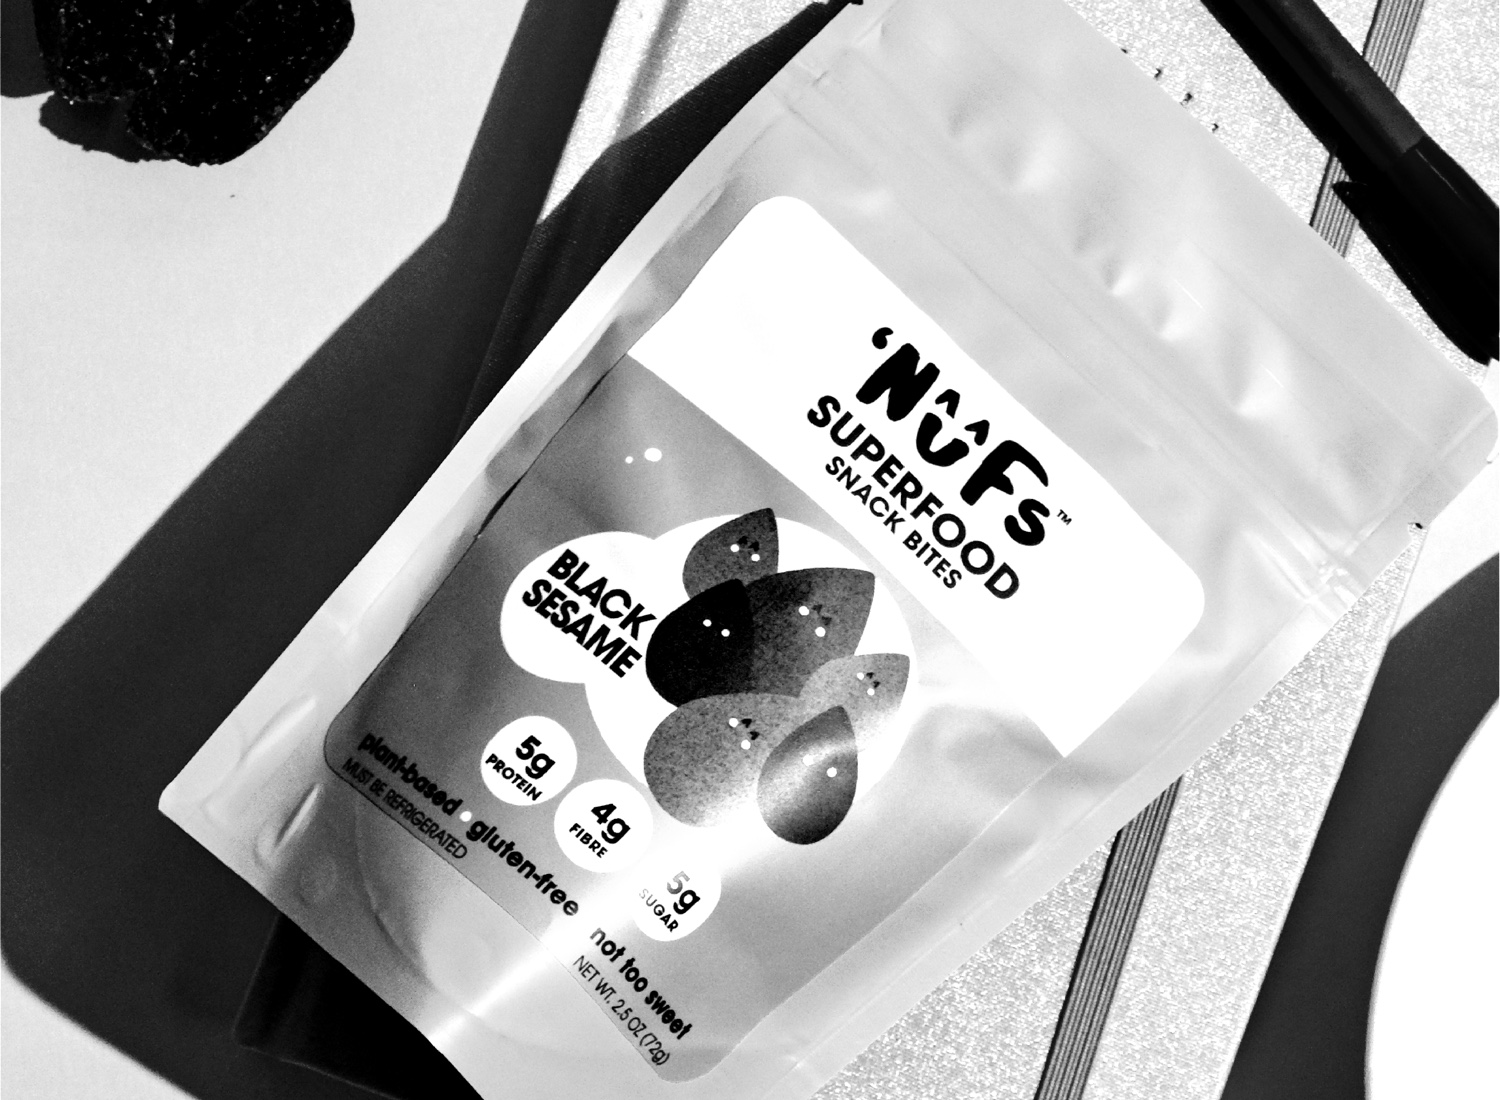 ‘NUFs™
SUPERFOOD
SNACK BITES
BLACK
SESAME
5g
PROTEIN
4g
FIBRE
5g
SUGAR
plant-based • gluten-free
not too sweet
MUST BE REFRIGERATED
NET WT. 2.5 OZ (72g)